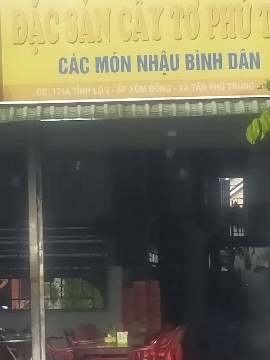 ĐẶC SẢN CÂY TƠ PHÚ
CÁC MÓN NHẬU BÌNH DÂN
ĐC: 174A TỈNH LỘ 2 - ẤP XÓM ĐỒNG - XÃ TÂN PHÚ TRUNG